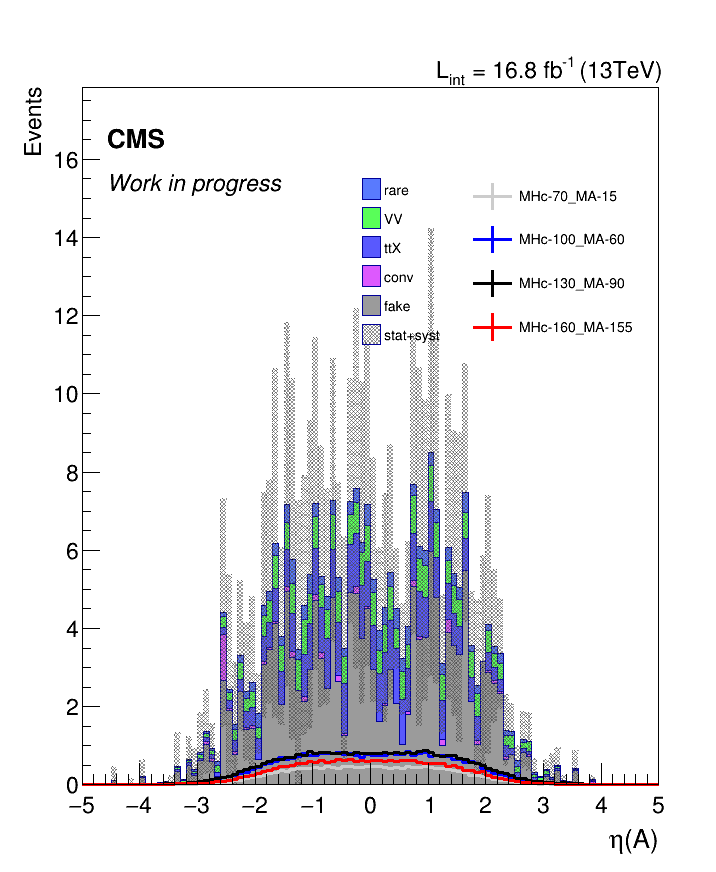 L_int = 16.8 fb^-1 (13TeV)
Events
CMS
Work in progress
rare
VV
ttX
conv
fake
stat+syst
MHc-70_MA-15
MHc-100_MA-60
MHc-130_MA-90
MHc-160_MA-155
16
14
12
10
8
6
4
2
0
−5 −4 −3 −2 −1 0 1 2 3 4 5
η(A)